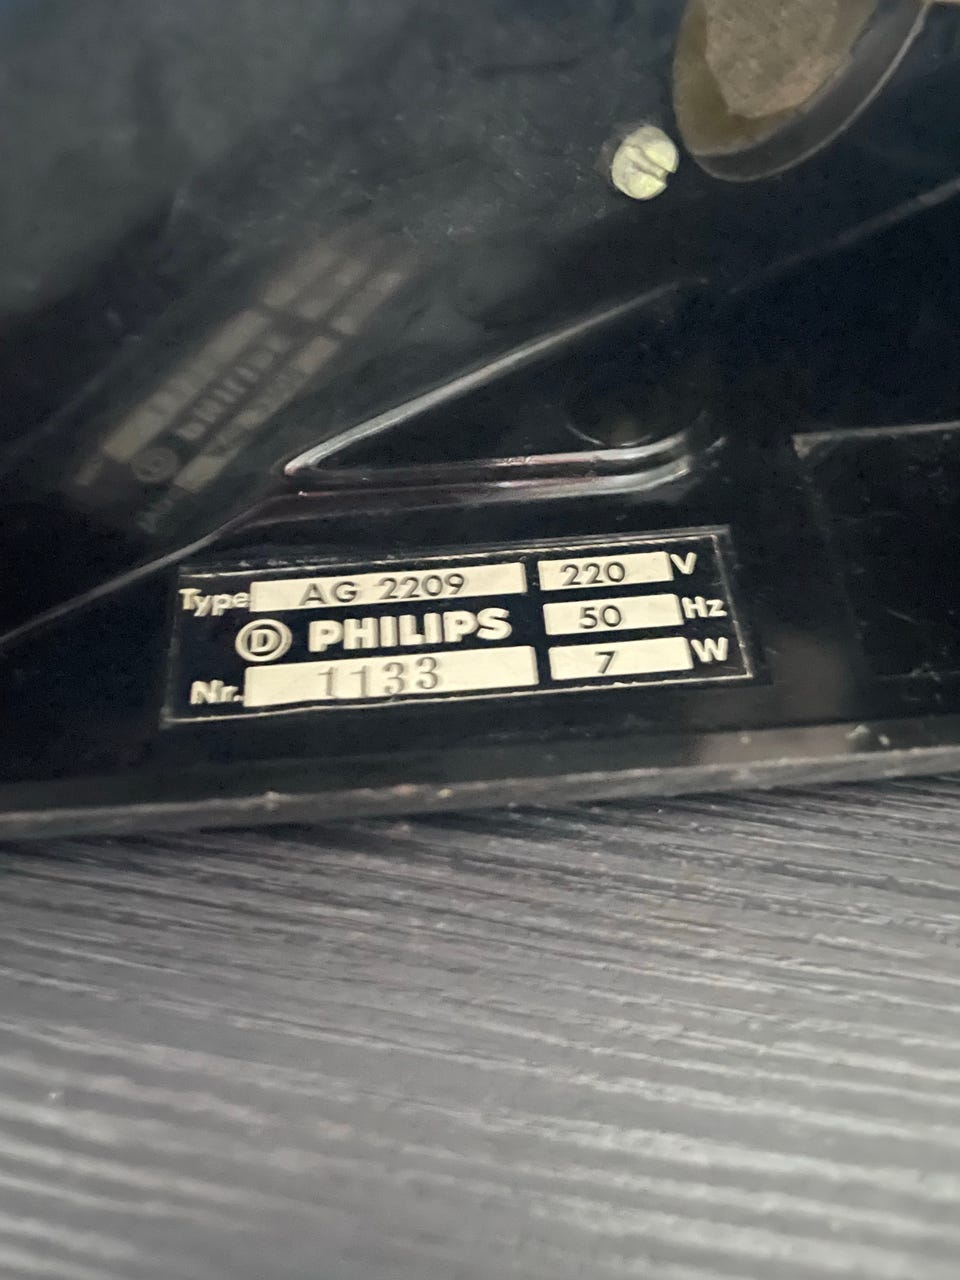 Type AG 2209 220 V
D PHILIPS 50 Hz
Nr. 1133 7 W